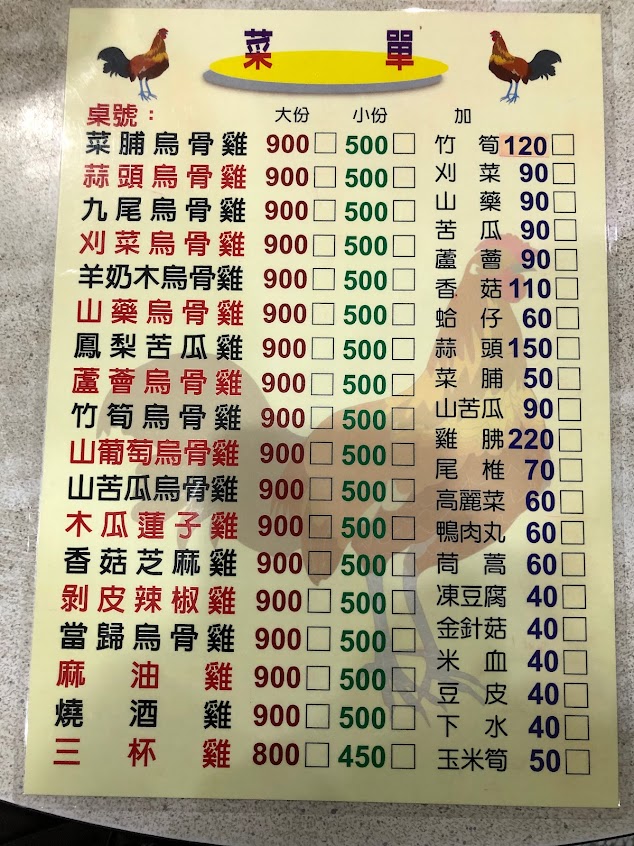 菜 單
桌號：
大份 小份 加
菜脯烏骨雞 900 500
蒜頭烏骨雞 900 500
九尾烏骨雞 900 500
刈菜烏骨雞 900 500
羊奶木烏骨雞 900 500
山藥烏骨雞 900 500
鳳梨苦瓜雞 900 500
蘆薈烏骨雞 900 500
竹筍烏骨雞 900 500
山葡萄烏骨雞 900 500
山苦瓜烏骨雞 900 500
木瓜蓮子雞 900 500
香菇芝麻雞 900 500
剝皮辣椒雞 900 500
當歸烏骨雞 900 500
麻油雞 900 500
燒酒雞 900 500
三杯雞 800 450
竹筍 120
刈菜 90
山藥 90
苦瓜 90
蘆薈 90
香菇 110
蛤仔 60
蒜頭 150
菜脯 50
山苦瓜 90
雞胇 220
尾椎 70
高麗菜 60
鴨肉丸 60
茼蒿 60
凍豆腐 40
金針菇 40
米血 40
豆皮 40
下水 40
玉米筍 50